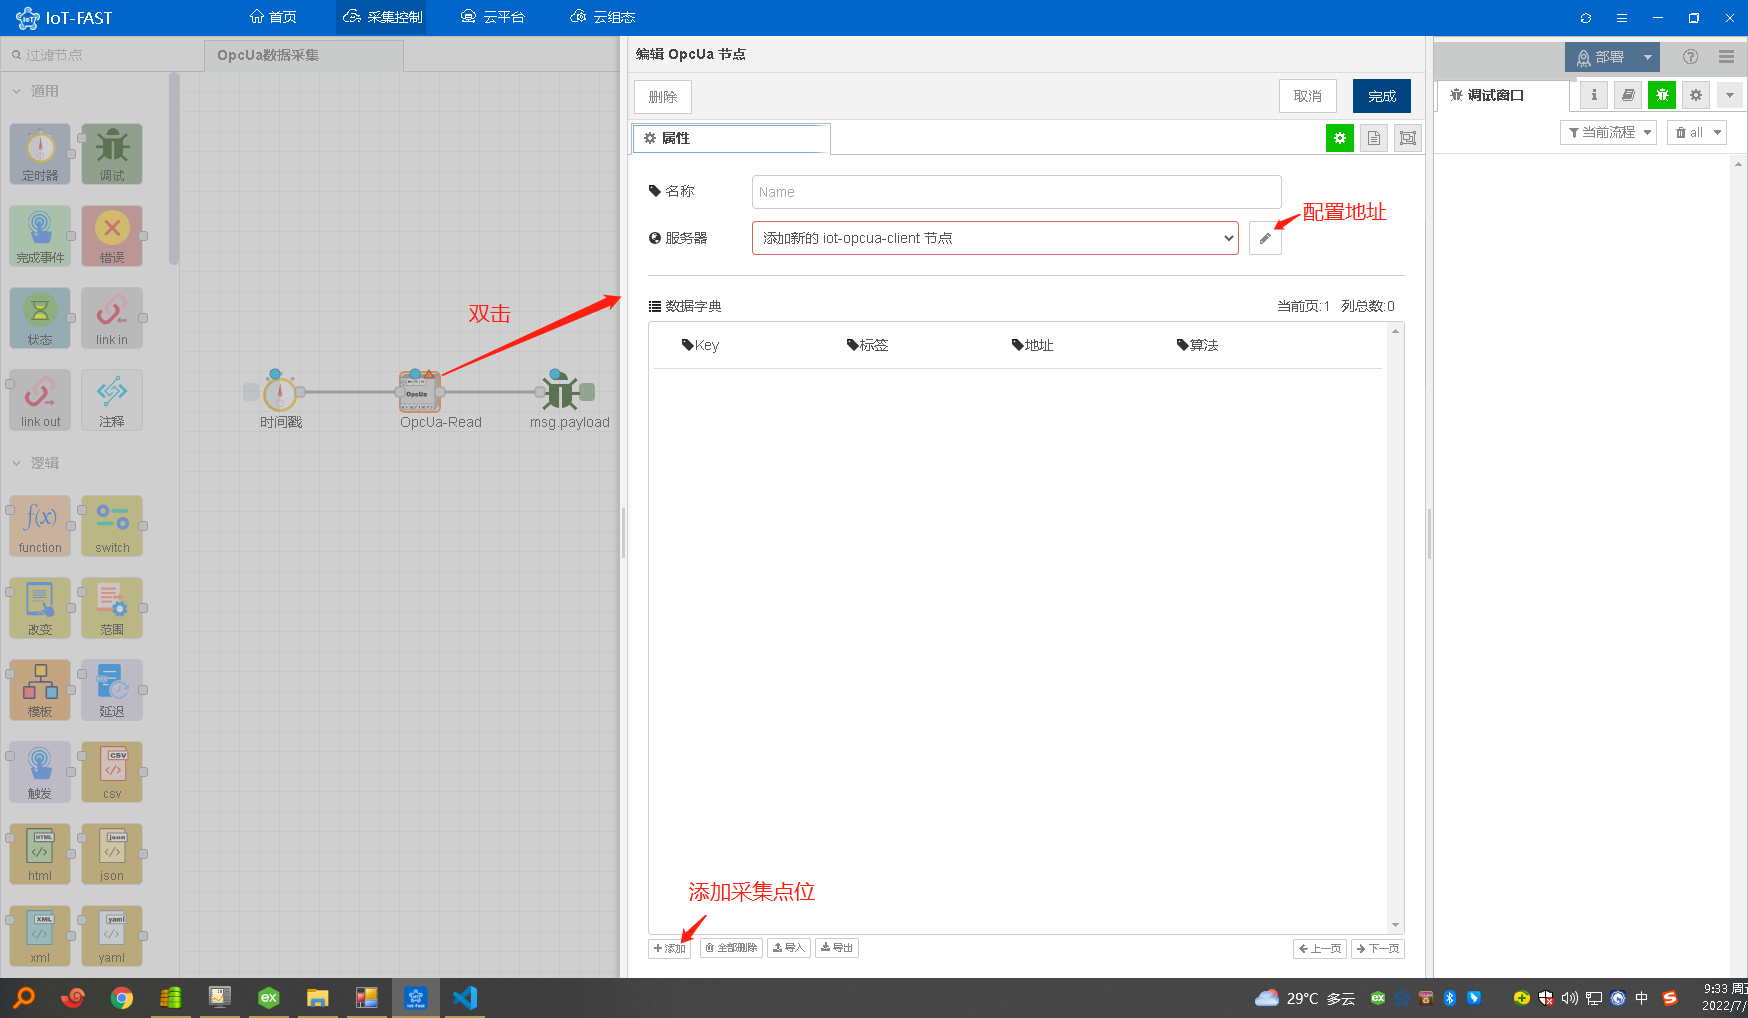 IoT-FAST
首页
采集控制
云平台
云组态
过滤节点
OpcUa数据采集
编辑 OpcUa 节点
部署
通用
删除
取消
完成
调试窗口
属性
当前流程
all
定时器
调试
名称
Name
配置地址
服务器
添加新的 iot-opcua-client 节点
完成事件
错误
双击
数据字典
当前页:1 列总数:0
状态
link in
Key
标签
地址
算法
OpcUa
link out
注释
时间戳
OpcUa-Read
msg.payload
逻辑
f(x)
function
switch
改变
范围
模板
延迟
CSV
触发
csv
HTML
json
html
json
添加采集点位
XML
yaml
xml
yaml
添加
全部删除
导入
导出
上一页
下一页
29°C 多云
中
9:33 周五
2022/7/